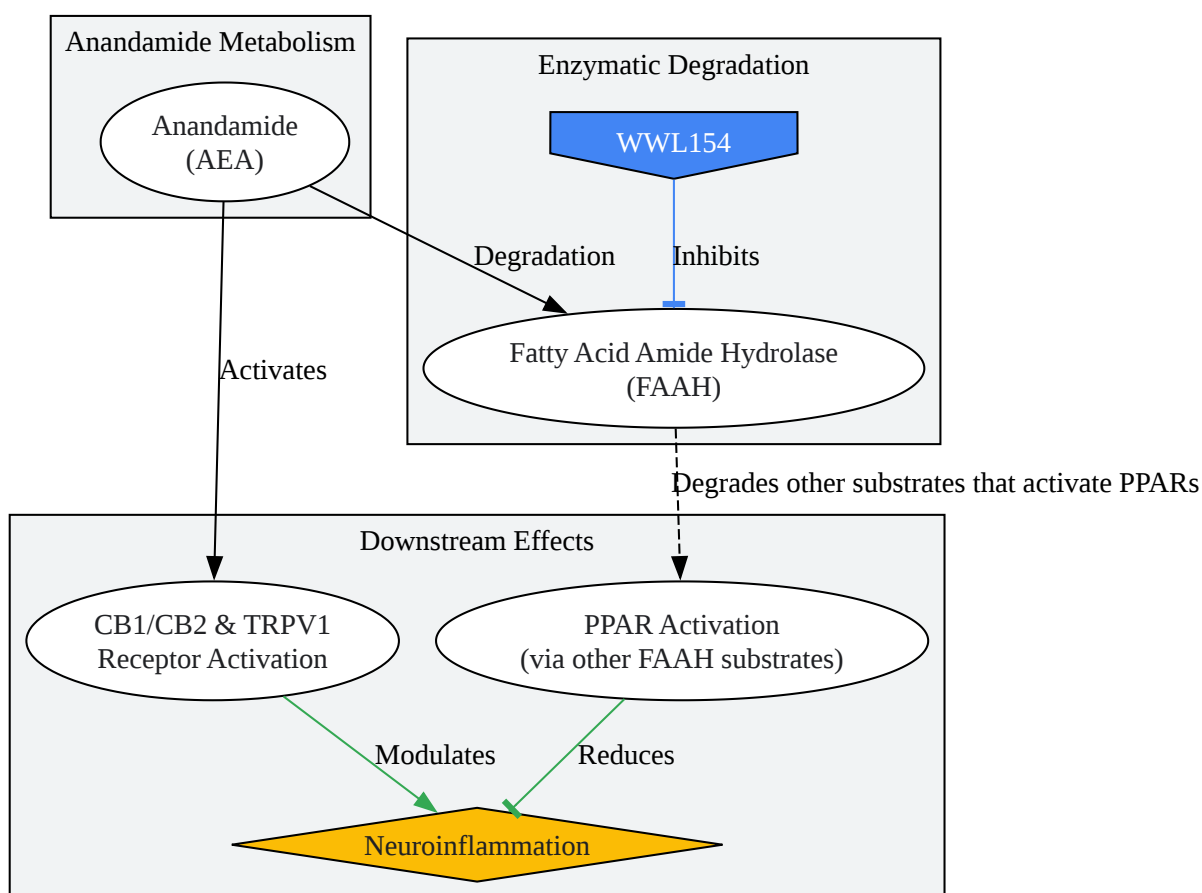 Anandamide Metabolism
Enzymatic Degradation
Anandamide
(AEA)
WWL154
Degradation
Inhibits
Fatty Acid Amide Hydrolase
(FAAH)
Activates
Degrades other substrates that activate PPARs
Downstream Effects
CB1/CB2 & TRPV1
Receptor Activation
PPAR Activation
(via other FAAH substrates)
Modulates
Reduces
Neuroinflammation